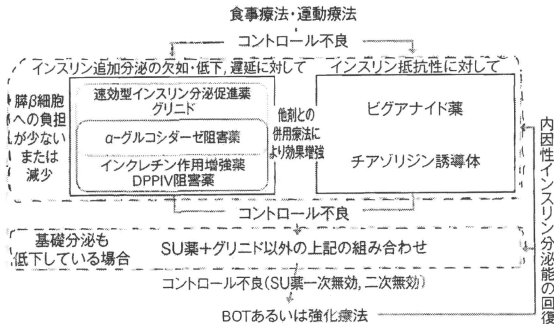 食事療法・運動療法
コントロール不良
インスリン追加分泌の欠如・低下,遅延に対して
インスリン抵抗性に対して
膵β細胞
への負担
が少ない
または
減少
速効型インスリン分泌促進薬
グリニド
α-グルコシダーゼ阻害薬
インクレチン作用増強薬
DPPⅣ阻害薬
他剤との
併用療法に
より効果増強
ビグアナイド薬
チアゾリジン誘導体
内因性インスリン分泌能の回復
コントロール不良
基礎分泌も
低下している場合
SU薬+グリニド以外の上記の組み合わせ
コントロール不良(SU薬一次無効,二次無効)
BOTあるいは強化療法